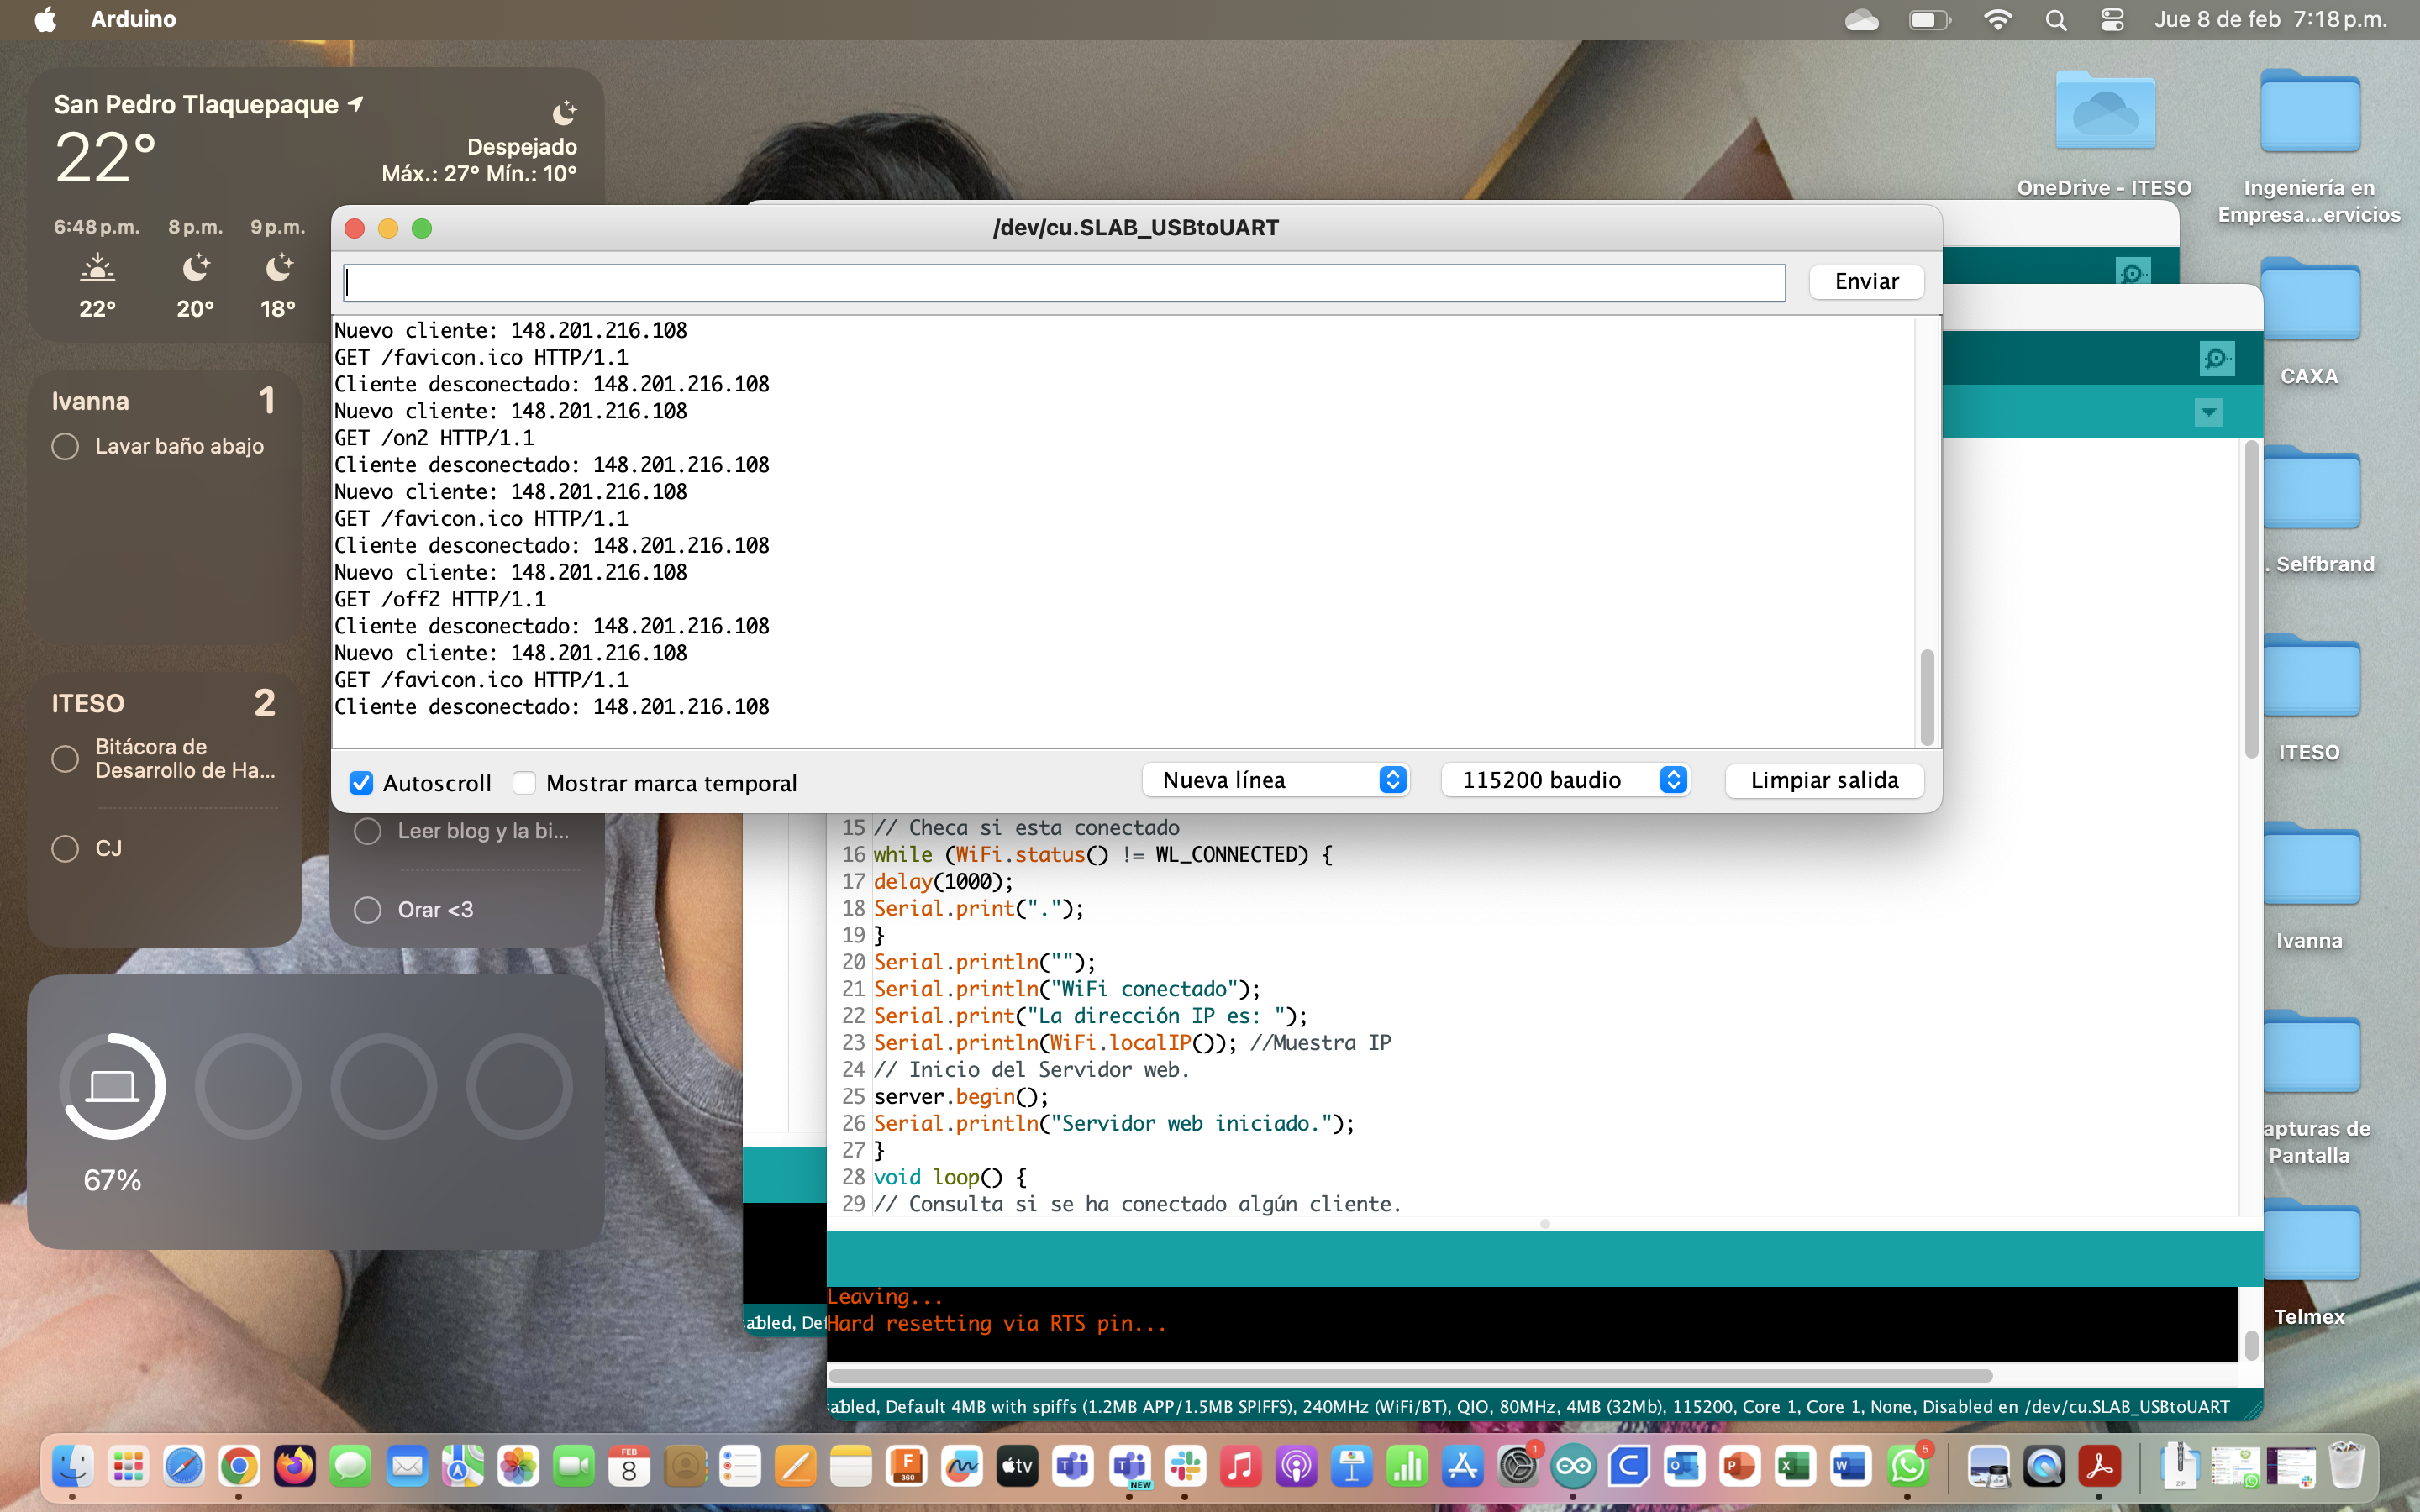 Arduino
Jue 8 de feb 7:18 p.m.
San Pedro Tlaquepaque
22°
Despejado
Máx.: 27° Mín.: 10°
6:48 p.m. 8 p.m. 9 p.m.
22° 20° 18°
OneDrive - ITESO
Ingeniería en
Empresa...ervicios
CAXA
. Selfbrand
ITESO
Ivanna
apturas de
Pantalla
Telmex
Ivanna 1
Lavar baño abajo
ITESO 2
Bitácora de
Desarrollo de Ha...
CJ
Leer blog y la bi...
Orar <3
67%
/dev/cu.SLAB_USBtoUART
Enviar
Nuevo cliente: 148.201.216.108
GET /favicon.ico HTTP/1.1
Cliente desconectado: 148.201.216.108
Nuevo cliente: 148.201.216.108
GET /on2 HTTP/1.1
Cliente desconectado: 148.201.216.108
Nuevo cliente: 148.201.216.108
GET /favicon.ico HTTP/1.1
Cliente desconectado: 148.201.216.108
Nuevo cliente: 148.201.216.108
GET /off2 HTTP/1.1
Cliente desconectado: 148.201.216.108
Nuevo cliente: 148.201.216.108
GET /favicon.ico HTTP/1.1
Cliente desconectado: 148.201.216.108
Autoscroll Mostrar marca temporal Nueva línea 115200 baudio Limpiar salida
15 // Checa si esta conectado
16 while (WiFi.status() != WL_CONNECTED) {
17 delay(1000);
18 Serial.print(".");
19 }
20 Serial.println("");
21 Serial.println("WiFi conectado");
22 Serial.print("La dirección IP es: ");
23 Serial.println(WiFi.localIP()); //Muestra IP
24 // Inicio del Servidor web.
25 server.begin();
26 Serial.println("Servidor web iniciado.");
27 }
28 void loop() {
29 // Consulta si se ha conectado algún cliente.
Leaving...
Hard resetting via RTS pin...
abled, Def
abled, Default 4MB with spiffs (1.2MB APP/1.5MB SPIFFS), 240MHz (WiFi/BT), QIO, 80MHz, 4MB (32Mb), 115200, Core 1, Core 1, None, Disabled en /dev/cu.SLAB_USBtoUART
FEB
8
F
360
tv
NEW
1
5
ZIP